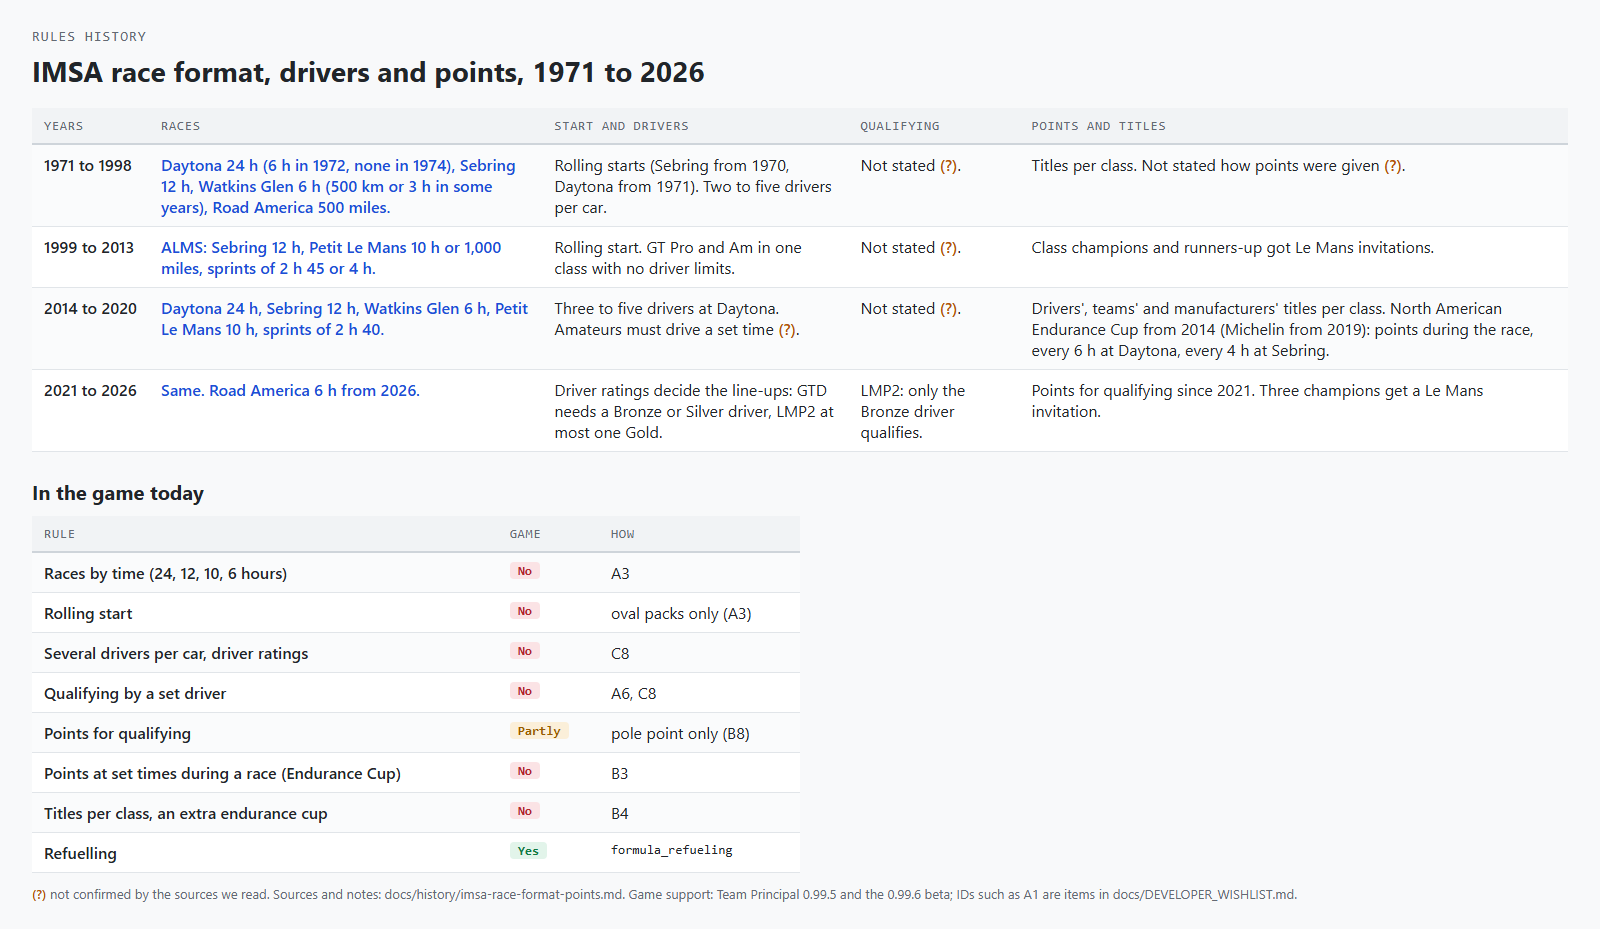 RULES HISTORY
IMSA race format, drivers and points, 1971 to 2026
YEARS RACES START AND DRIVERS QUALIFYING POINTS AND TITLES
1971 to 1998
Daytona 24 h (6 h in 1972, none in 1974), Sebring
12 h, Watkins Glen 6 h (500 km or 3 h in some
years), Road America 500 miles.
Rolling starts (Sebring from 1970,
Daytona from 1971). Two to five drivers
per car.
Not stated (?).
Titles per class. Not stated how points were given (?).
1999 to 2013
ALMS: Sebring 12 h, Petit Le Mans 10 h or 1,000
miles, sprints of 2 h 45 or 4 h.
Rolling start. GT Pro and Am in one
class with no driver limits.
Not stated (?).
Class champions and runners-up got Le Mans invitations.
2014 to 2020
Daytona 24 h, Sebring 12 h, Watkins Glen 6 h, Petit
Le Mans 10 h, sprints of 2 h 40.
Three to five drivers at Daytona.
Amateurs must drive a set time (?).
Not stated (?).
Drivers', teams' and manufacturers' titles per class. North American
Endurance Cup from 2014 (Michelin from 2019): points during the race,
every 6 h at Daytona, every 4 h at Sebring.
2021 to 2026
Same. Road America 6 h from 2026.
Driver ratings decide the line-ups: GTD
needs a Bronze or Silver driver, LMP2 at
most one Gold.
LMP2: only the
Bronze driver
qualifies.
Points for qualifying since 2021. Three champions get a Le Mans
invitation.
In the game today
RULE GAME HOW
Races by time (24, 12, 10, 6 hours) No A3
Rolling start No oval packs only (A3)
Several drivers per car, driver ratings No C8
Qualifying by a set driver No A6, C8
Points for qualifying Partly pole point only (B8)
Points at set times during a race (Endurance Cup) No B3
Titles per class, an extra endurance cup No B4
Refuelling Yes formula_refueling
(?) not confirmed by the sources we read. Sources and notes: docs/history/imsa-race-format-points.md. Game support: Team Principal 0.99.5 and the 0.99.6 beta; IDs such as A1 are items in docs/DEVELOPER_WISHLIST.md.